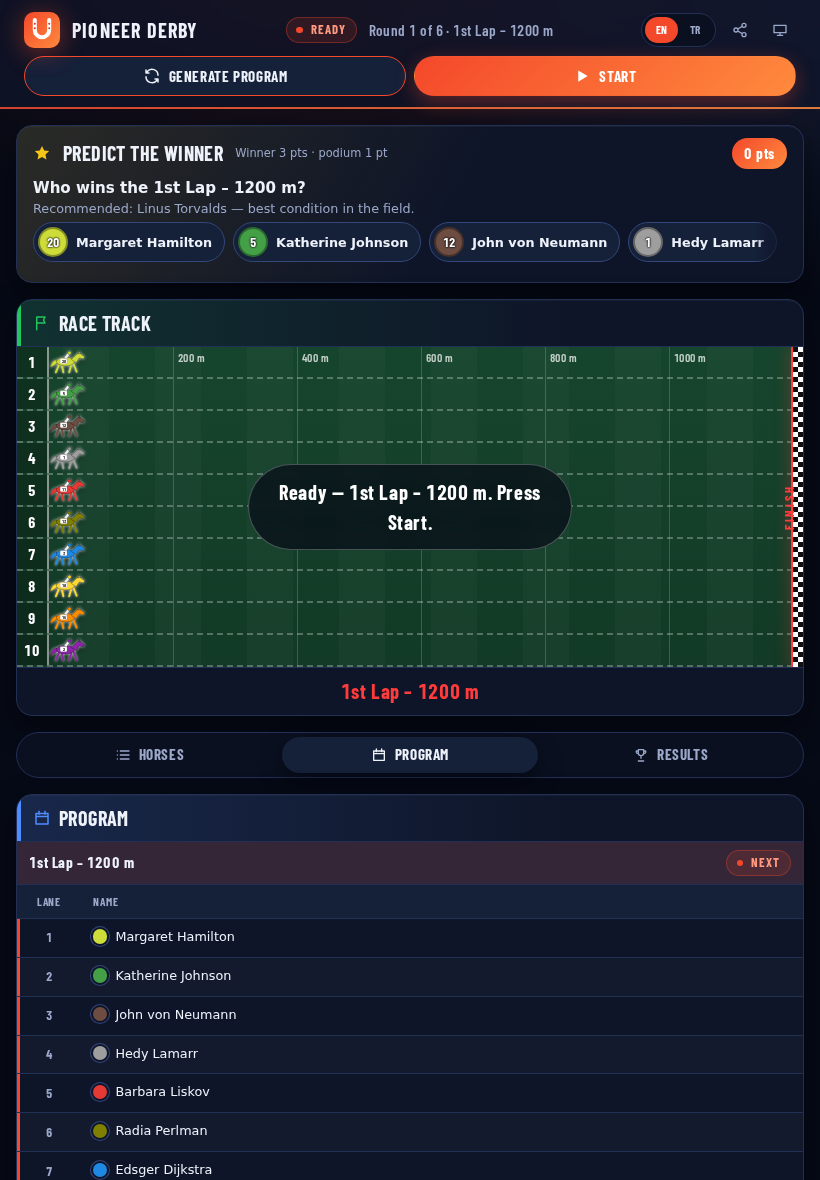 PIONEER DERBY
READY
Round 1 of 6 · 1st Lap – 1200 m
EN
TR
GENERATE PROGRAM
START
PREDICT THE WINNER
Winner 3 pts · podium 1 pt
0 pts
Who wins the 1st Lap – 1200 m?
Recommended: Linus Torvalds — best condition in the field.
20 Margaret Hamilton
5 Katherine Johnson
12 John von Neumann
1 Hedy Lamarr
RACE TRACK
200 m
400 m
600 m
800 m
1000 m
1
2
3
4
5
6
7
8
9
10
Ready — 1st Lap – 1200 m. Press
Start.
FINISH
1st Lap – 1200 m
HORSES
PROGRAM
RESULTS
PROGRAM
1st Lap – 1200 m
NEXT
LANE NAME
1 Margaret Hamilton
2 Katherine Johnson
3 John von Neumann
4 Hedy Lamarr
5 Barbara Liskov
6 Radia Perlman
7 Edsger Dijkstra